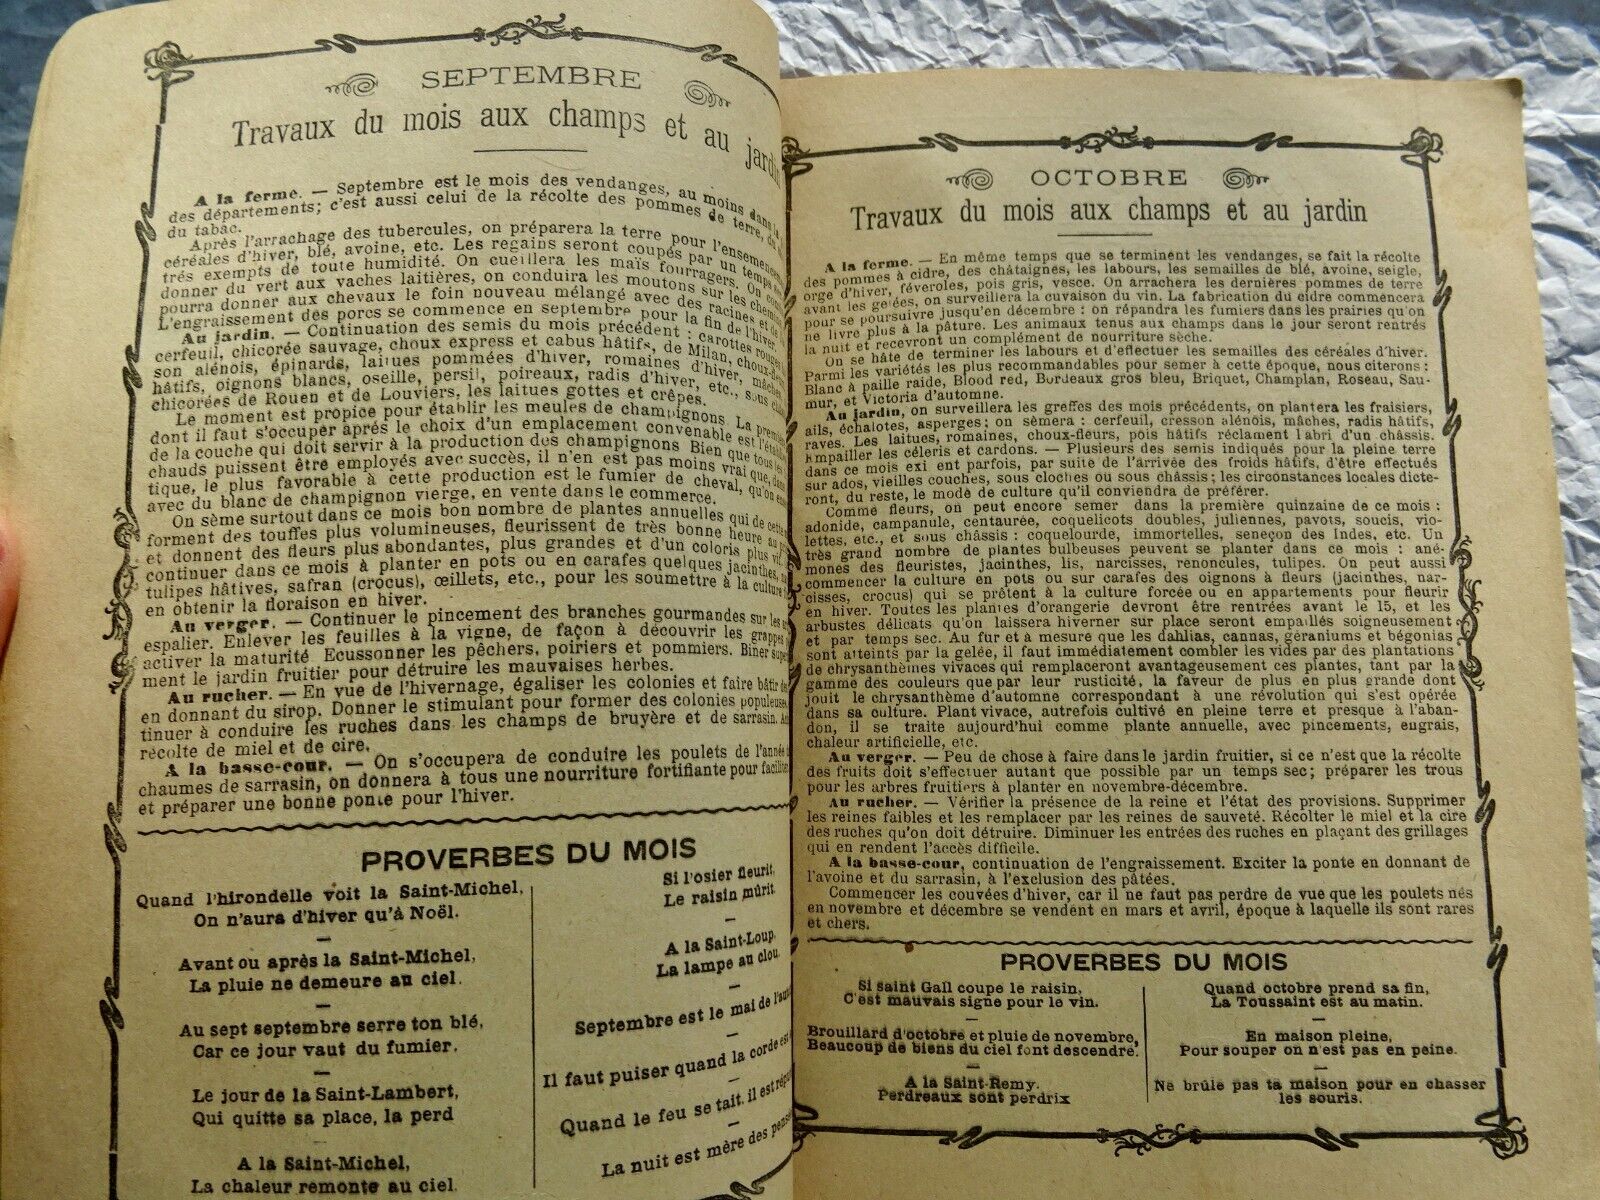 SEPTEMBRE
Travaux du mois aux champs et au jardin
A la ferme. — Septembre est le mois des vendanges, au moins dans la
des départements; c'est aussi celui de la récolte des pommes de terre, du
du tabac.
Après l'arrachage des tubercules, on préparera la terre pour l'ensemencement
céréales d'hiver, blé, avoine, etc. Les regains seront coupés par un temps
très exempts de toute humidité. On cueillera les maïs fourragers. On
donner du vert aux vaches laitières, on conduira les moutons sur les
pourra donner aux chevaux le foin nouveau mélangé avec des racines et de
L'engraissement des porcs se commence en septembre pour la fin de l'hiver.
Au jardin. — Continuation des semis du mois précédent : carottes rouges
cerfeuil, chicorée sauvage, choux express et cabus hâtifs, de Milan,
son alénois, épinards, laitues pommées d'hiver, romaines d'hiver, mâches,
hâtifs, oignons blancs, oseille, persil, poireaux, radis d'hiver, etc., sous
chicorées de Rouen et de Louviers, les laitues gottes et crêpes.
Le moment est propice pour établir les meules de champignons. La première
dont il faut s'occuper après le choix d'un emplacement convenable est
de la couche qui doit servir à la production des champignons Bien que tous les
chauds puissent être employés avec succès, il n'en est pas moins vrai que, dans
tique, le plus favorable à cette production est le fumier de cheval, qu'on
avec du blanc de champignon vierge, en vente dans le commerce.
On sème surtout dans ce mois bon nombre de plantes annuelles qui de cette
forment des touffes plus volumineuses, fleurissent de très bonne heure au
et donnent des fleurs plus abondantes, plus grandes et d'un coloris plus vif.
continuer dans ce mois à planter en pots ou en carafes quelques jacinthes,
tulipes hâtives, safran (crocus), œillets, etc., pour les soumettre à la culture
en obtenir la floraison en hiver.
Au verger. — Continuer le pincement des branches gourmandes sur les
espalier. Enlever les feuilles à la vigne, de façon à découvrir les grappes
activer la maturité Ecussonner les pêchers, poiriers et pommiers. Biner
ment le jardin fruitier pour détruire les mauvaises herbes.
Au rucher. — En vue de l'hivernage, égaliser les colonies et faire bâtir
en donnant du sirop. Donner le stimulant pour former des colonies populeuses.
tinuer à conduire les ruches dans les champs de bruyère et de sarrasin.
récolte de miel et de cire.
A la basse-cour. — On s'occupera de conduire les poulets de l'année
chaumes de sarrasin, on donnera à tous une nourriture fortifiante pour faciliter
et préparer une bonne ponte pour l'hiver.
PROVERBES DU MOIS
Quand l'hirondelle voit la Saint-Michel,
On n'aura d'hiver qu'à Noël.
Avant ou après la Saint-Michel,
La pluie ne demeure au ciel.
Au sept septembre serre ton blé,
Car ce jour vaut du fumier.
Le jour de la Saint-Lambert,
Qui quitte sa place, la perd
A la Saint-Michel,
La chaleur remonte au ciel.
Si l'osier fleurit,
Le raisin mûrit.
A la Saint-Loup,
La lampe au clou.
Septembre est le mai de
Il faut puiser quand la corde est
Quand le feu se tait, il est
La nuit est mère des
OCTOBRE
Travaux du mois aux champs et au jardin
A la ferme. — En même temps que se terminent les vendanges, se fait la récolte
des pommes à cidre, des châtaignes, les labours, les semailles de blé, avoine, seigle,
orge d'hiver, féveroles, pois gris, vesce. On arrachera les dernières pommes de terre
avant les gelées, on surveillera la cuvaison du vin. La fabrication du cidre commencera
pour se poursuivre jusqu'en décembre : on répandra les fumiers dans les prairies qu'on
ne livre plus à la pâture. Les animaux tenus aux champs dans le jour seront rentrés
la nuit et recevront un complément de nourriture sèche.
On se hâte de terminer les labours et d'effectuer les semailles des céréales d'hiver.
Parmi les variétés les plus recommandables pour semer à cette époque, nous citerons :
Blanc à paille raide, Blood red, Bordeaux gros bleu, Briquet, Champlan, Roseau, Sau-
mur, et Victoria d'automne.
Au jardin, on surveillera les greffes des mois précédents, on plantera les fraisiers,
ails, échalotes, asperges; on sèmera : cerfeuil, cresson alénois, mâches, radis hâtifs,
raves. Les laitues, romaines, choux-fleurs, pois hâtifs réclament l abri d'un châssis.
Empailler les céleris et cardons. — Plusieurs des semis indiqués pour la pleine terre
dans ce mois exi ent parfois, par suite de l'arrivée des froids hâtifs, d'être effectués
sur ados, vieilles couches, sous cloches ou sous châssis; les circonstances locales dicte-
ront, du reste, le mode de culture qu'il conviendra de préférer.
Comme fleurs, on peut encore semer dans la première quinzaine de ce mois :
adonide, campanule, centaurée, coquelicots doubles, juliennes, pavots, soucis, vio-
lettes, etc., et sous châssis : coquelourde, immortelles, seneçon des Indes, etc. Un
très grand nombre de plantes bulbeuses peuvent se planter dans ce mois : ané-
mones des fleuristes, jacinthes, lis, narcisses, renoncules, tulipes. On peut aussi
commencer la culture en pots ou sur carafes des oignons à fleurs (jacinthes, nar-
cisses, crocus) qui se prêtent à la culture forcée ou en appartements pour fleurir
en hiver. Toutes les plantes d'orangerie devront être rentrées avant le 15, et les
arbustes délicats qu'on laissera hiverner sur place seront empaillés soigneusement
et par temps sec. Au fur et à mesure que les dahlias, cannas, géraniums et bégonias
sont atteints par la gelée, il faut immédiatement combler les vides par des plantations
de chrysanthèmes vivaces qui remplaceront avantageusement ces plantes, tant par la
gamme des couleurs que par leur rusticité, la faveur de plus en plus grande dont
jouit le chrysanthème d'automne correspondant à une révolution qui s'est opérée
dans sa culture. Plant vivace, autrefois cultivé en pleine terre et presque à l'aban-
don, il se traite aujourd'hui comme plante annuelle, avec pincements, engrais,
chaleur artificielle, etc.
Au verger. — Peu de chose à faire dans le jardin fruitier, si ce n'est que la récolte
des fruits doit s'effectuer autant que possible par un temps sec; préparer les trous
pour les arbres fruitiers à planter en novembre-décembre.
Au rucher. — Vérifier la présence de la reine et l'état des provisions. Supprimer
les reines faibles et les remplacer par les reines de sauveté. Récolter le miel et la cire
des ruches qu'on doit détruire. Diminuer les entrées des ruches en plaçant des grillages
qui en rendent l'accès difficile.
A la basse-cour, continuation de l'engraissement. Exciter la ponte en donnant de
l'avoine et du sarrasin, à l'exclusion des pâtées.
Commencer les couvées d'hiver, car il ne faut pas perdre de vue que les poulets nés
en novembre et décembre se vendent en mars et avril, époque à laquelle ils sont rares
et chers.
PROVERBES DU MOIS
Si saint Gall coupe le raisin,
C'est mauvais signe pour le vin.
Brouillard d'octobre et pluie de novembre,
Beaucoup de biens du ciel font descendre.
A la Saint-Remy.
Perdreaux sont perdrix
Quand octobre prend sa fin,
La Toussaint est au matin.
En maison pleine,
Pour souper on n'est pas en peine.
Ne brûle pas ta maison pour en chasser
les souris.